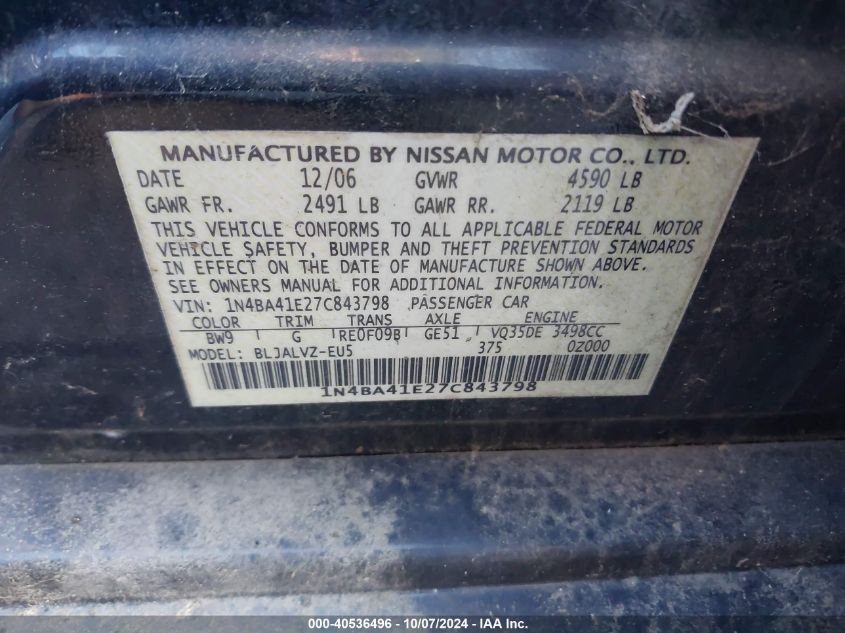 MANUFACTURED BY NISSAN MOTOR CO., LTD.
DATE 12/06 GVWR 4590 LB
GAWR FR. 2491 LB GAWR RR. 2119 LB
THIS VEHICLE CONFORMS TO ALL APPLICABLE FEDERAL MOTOR
VEHICLE SAFETY, BUMPER AND THEFT PREVENTION STANDARDS
IN EFFECT ON THE DATE OF MANUFACTURE SHOWN ABOVE.
SEE OWNERS MANUAL FOR ADDITIONAL INFORMATION.
VIN: 1N4BA41E27C843798 PASSENGER CAR
COLOR TRIM TRANS AXLE ENGINE
BW9 G RE0F09B GE51 VQ35DE 3498CC
MODEL: BLJALVZ-EU5 375 0Z000
1N4BA41E27C843798
000-40536496 - 10/07/2024 - IAAI.com